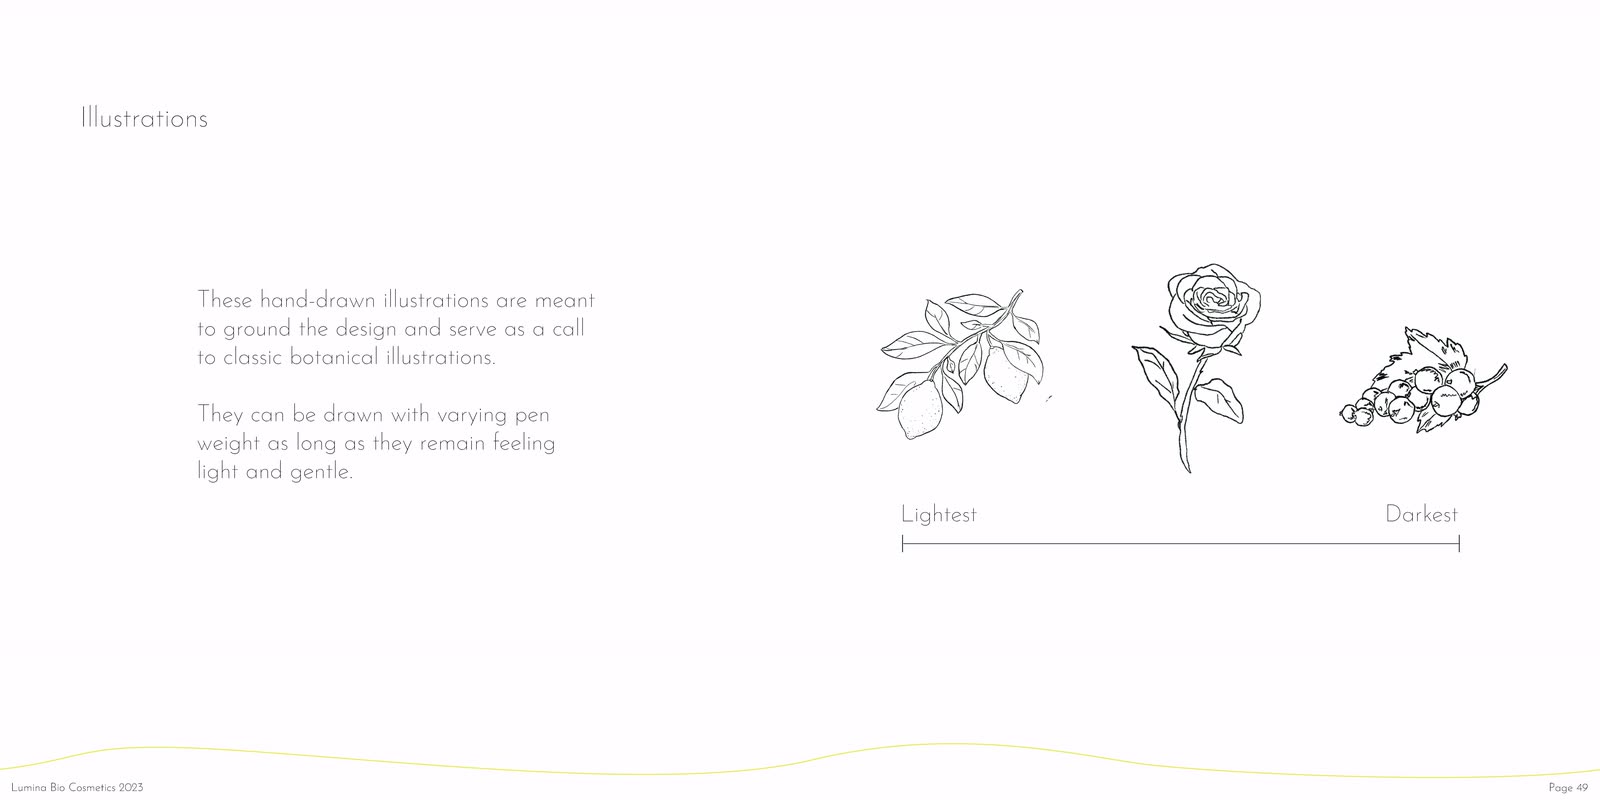 Illustrations
These hand-drawn illustrations are meant
to ground the design and serve as a call
to classic botanical illustrations.
They can be drawn with varying pen
weight as long as they remain feeling
light and gentle.
Lightest
Darkest
Lumina Bio Cosmetics 2023
Page 49